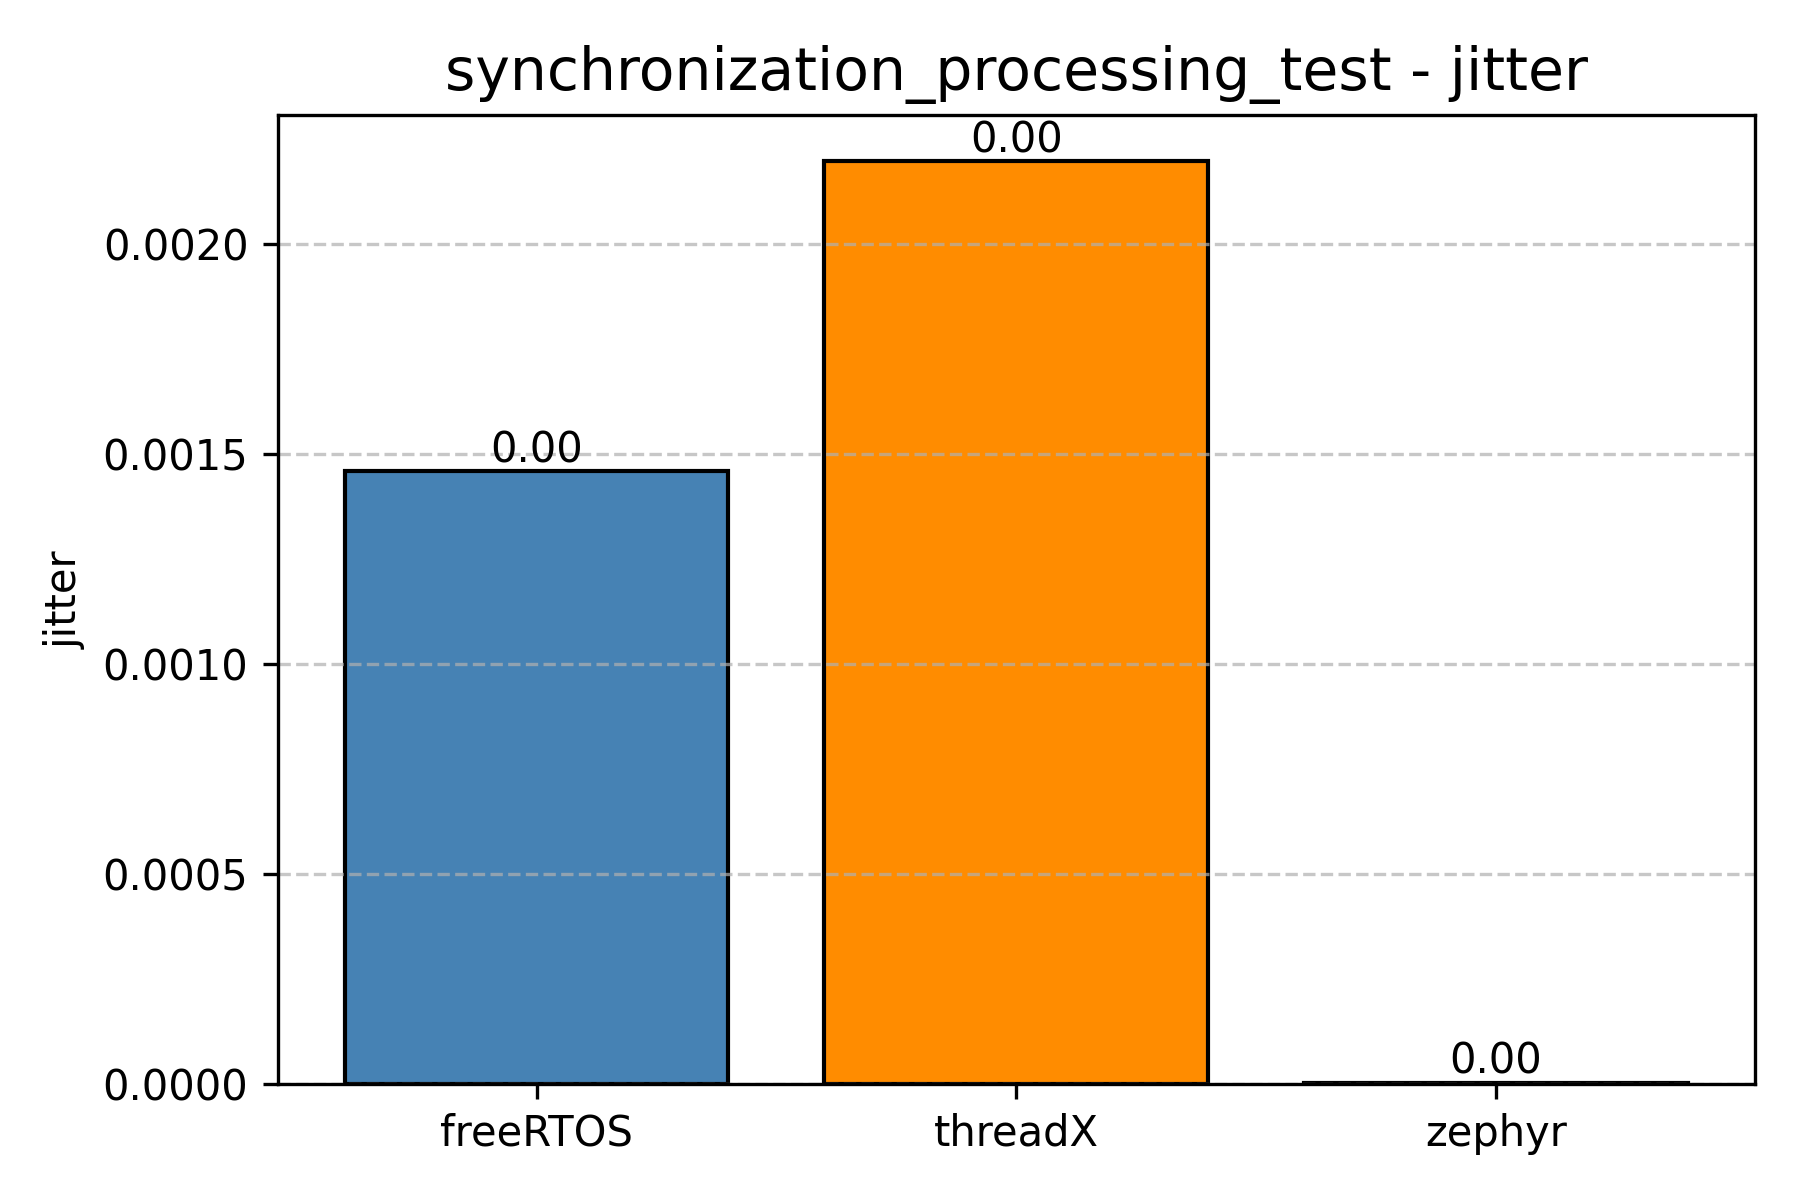 synchronization_processing_test - jitter
0.00
0.0020
0.00
0.0015
0.0010
jitter
0.0005
0.00
0.0000
freeRTOS
threadX
zephyr